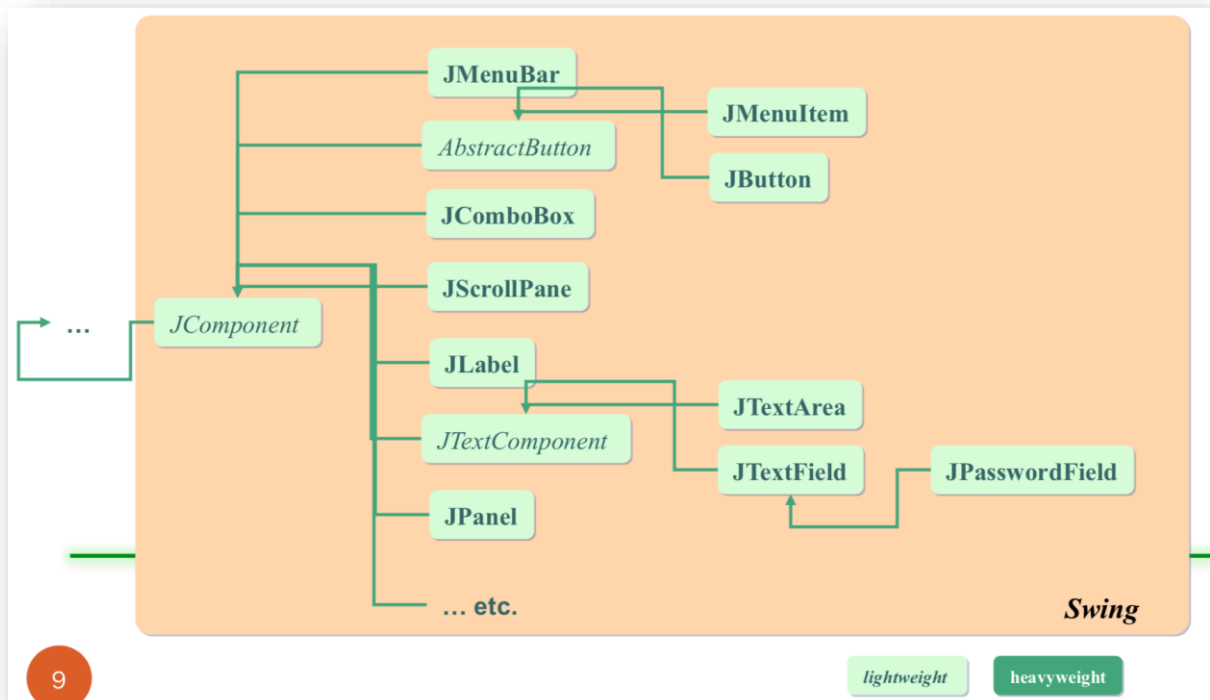 JMenuBar
JMenuItem
AbstractButton
JButton
JComboBox
JScrollPane
...
JComponent
JLabel
JTextArea
JTextComponent
JTextField
JPasswordField
JPanel
... etc.
Swing
9
lightweight
heavyweight